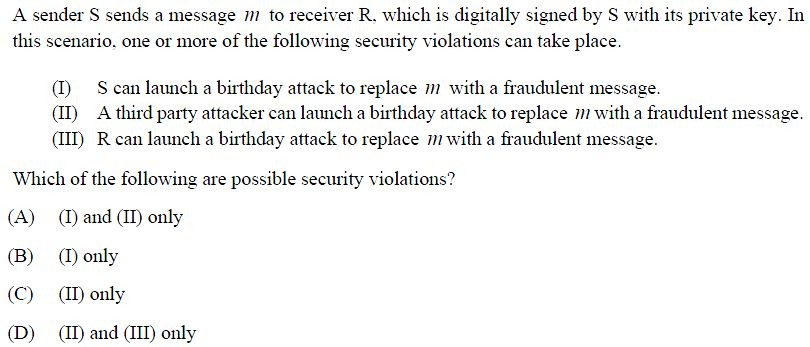 A sender S sends a message m to receiver R, which is digitally signed by S with its private key. In
this scenario, one or more of the following security violations can take place.
(I) S can launch a birthday attack to replace m with a fraudulent message.
(II) A third party attacker can launch a birthday attack to replace m with a fraudulent message.
(III) R can launch a birthday attack to replace m with a fraudulent message.
Which of the following are possible security violations?
(A) (I) and (II) only
(B) (I) only
(C) (II) only
(D) (II) and (III) only